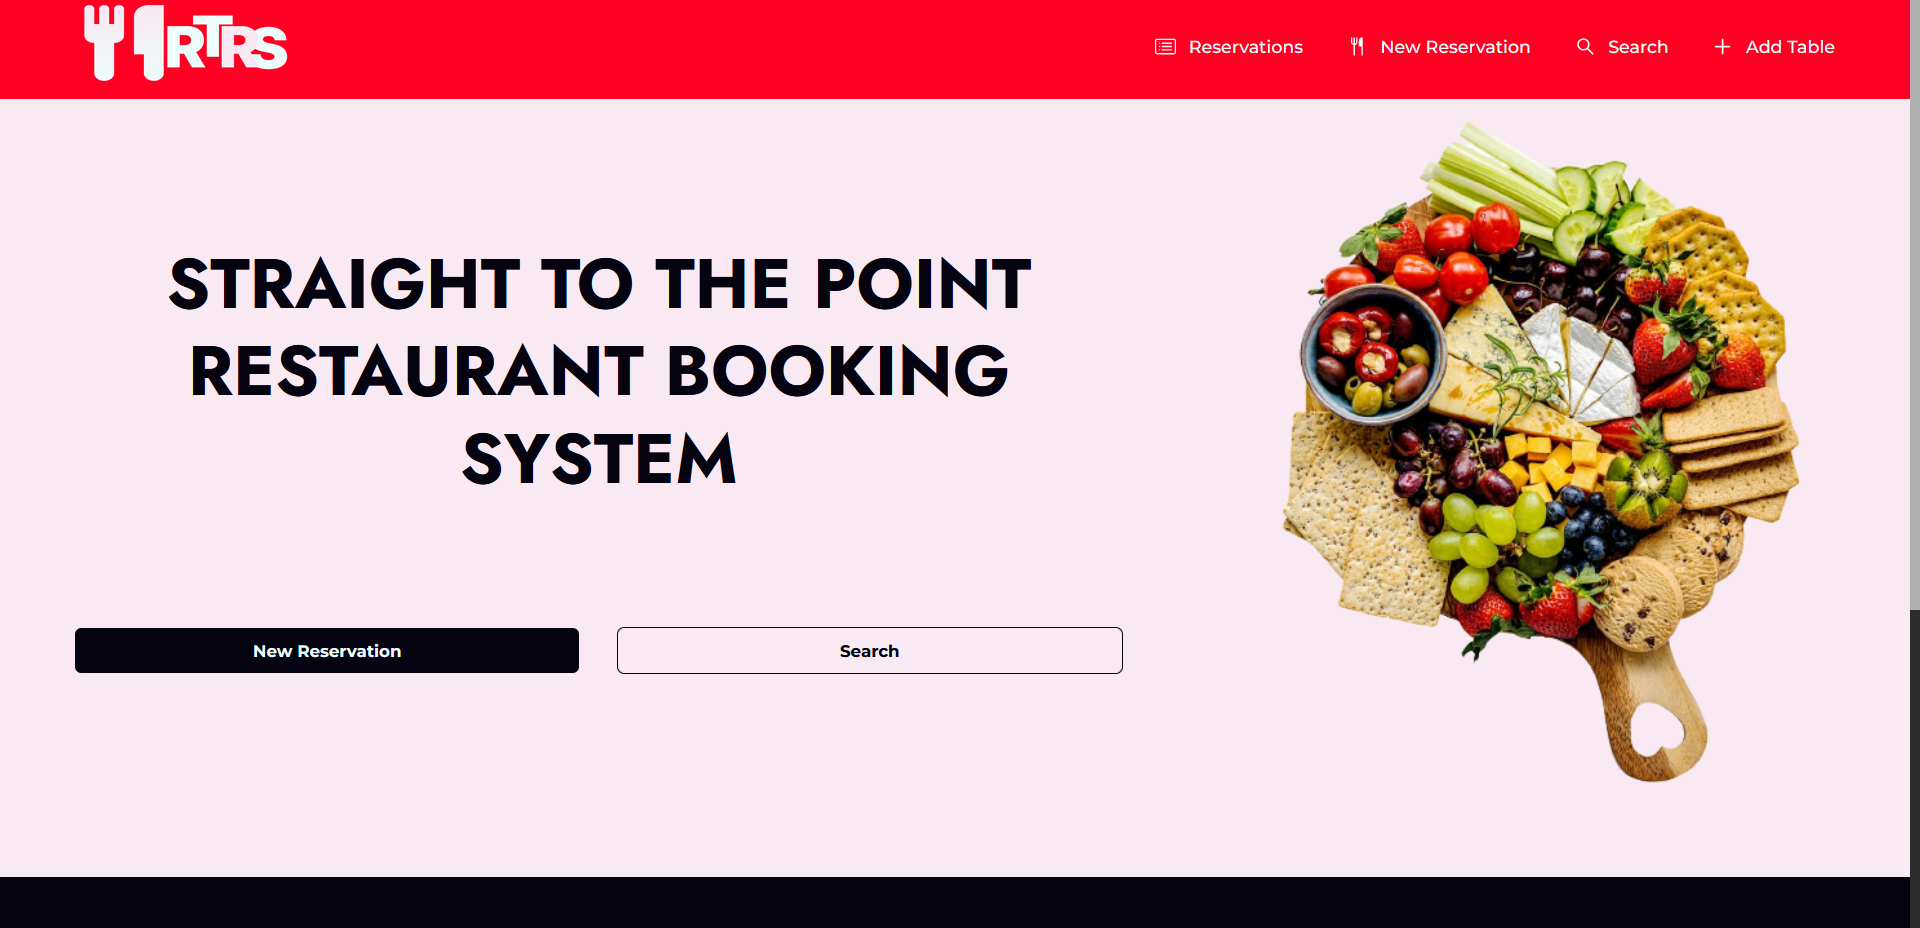 RTRS
Reservations
New Reservation
Search
Add Table
STRAIGHT TO THE POINT
RESTAURANT BOOKING
SYSTEM
New Reservation
Search